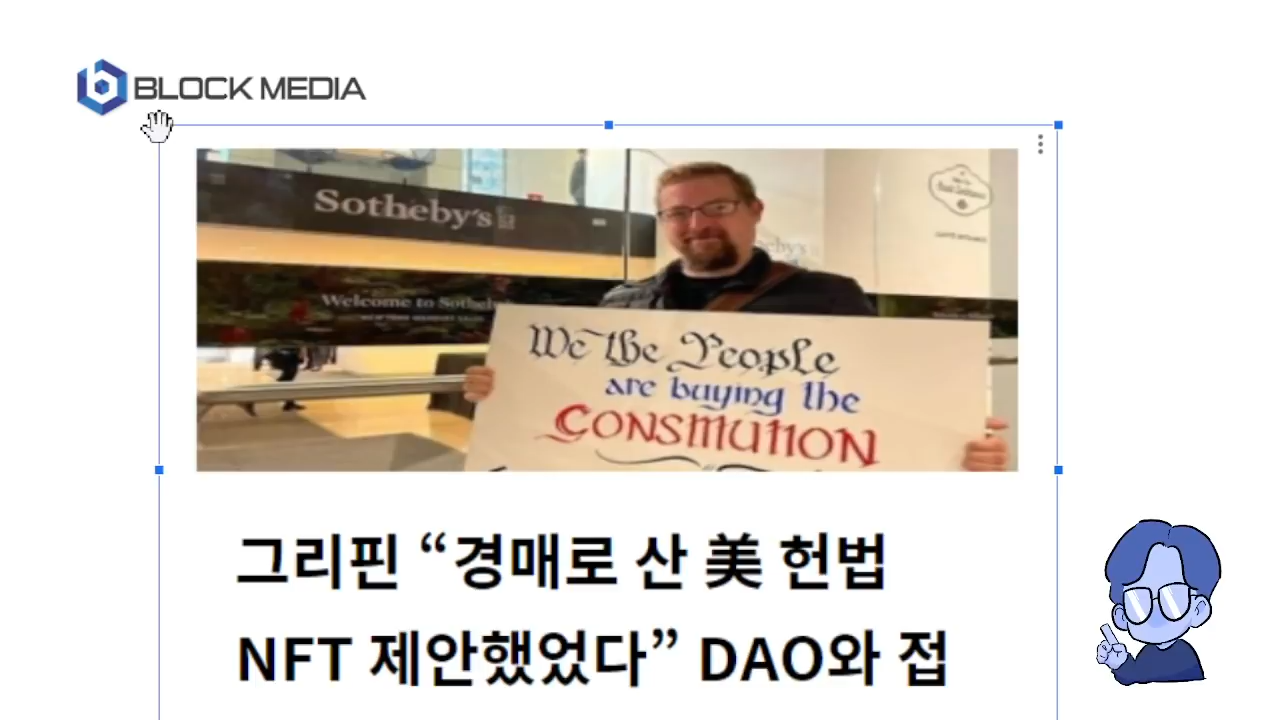 BLOCK MEDIA
Sotheby's
Welcome to Sotheby's
We the People
are buying the
CONSTITUTION
그리핀 “경매로 산 美 헌법
NFT 제안했었다” DAO와 접